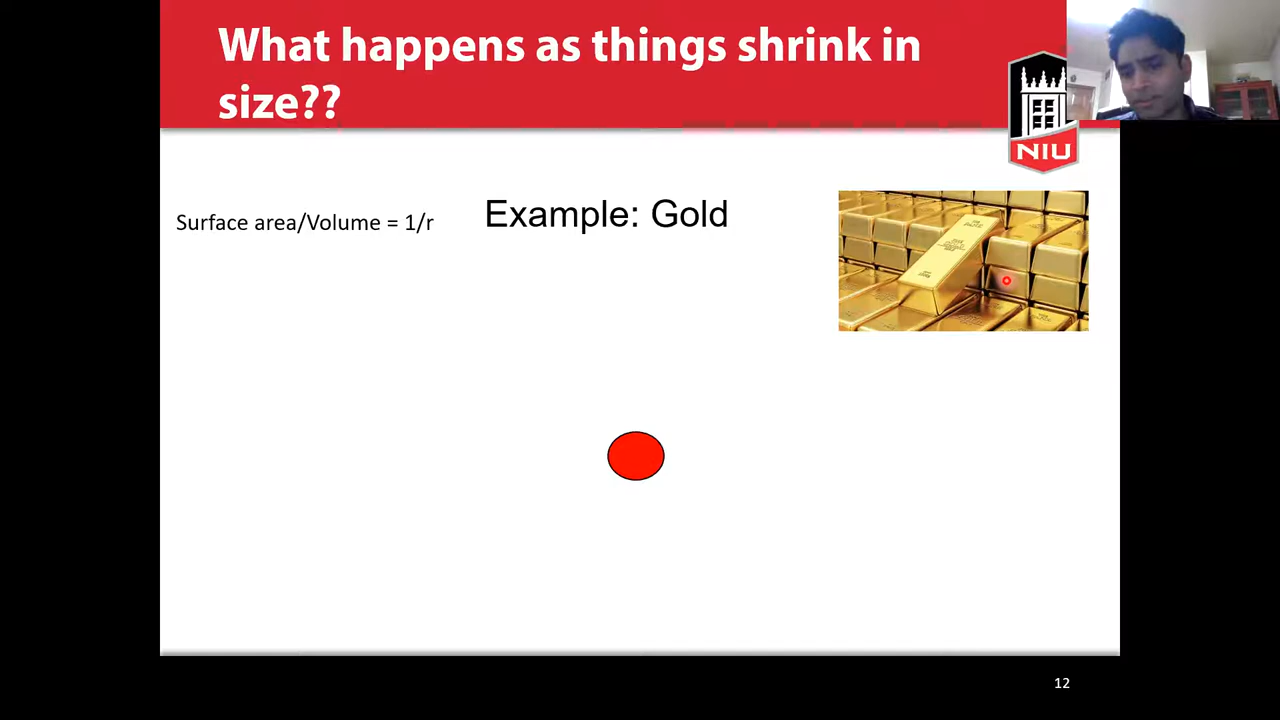 What happens as things shrink in
size??
NIU
Surface area/Volume = 1/r
Example: Gold
12